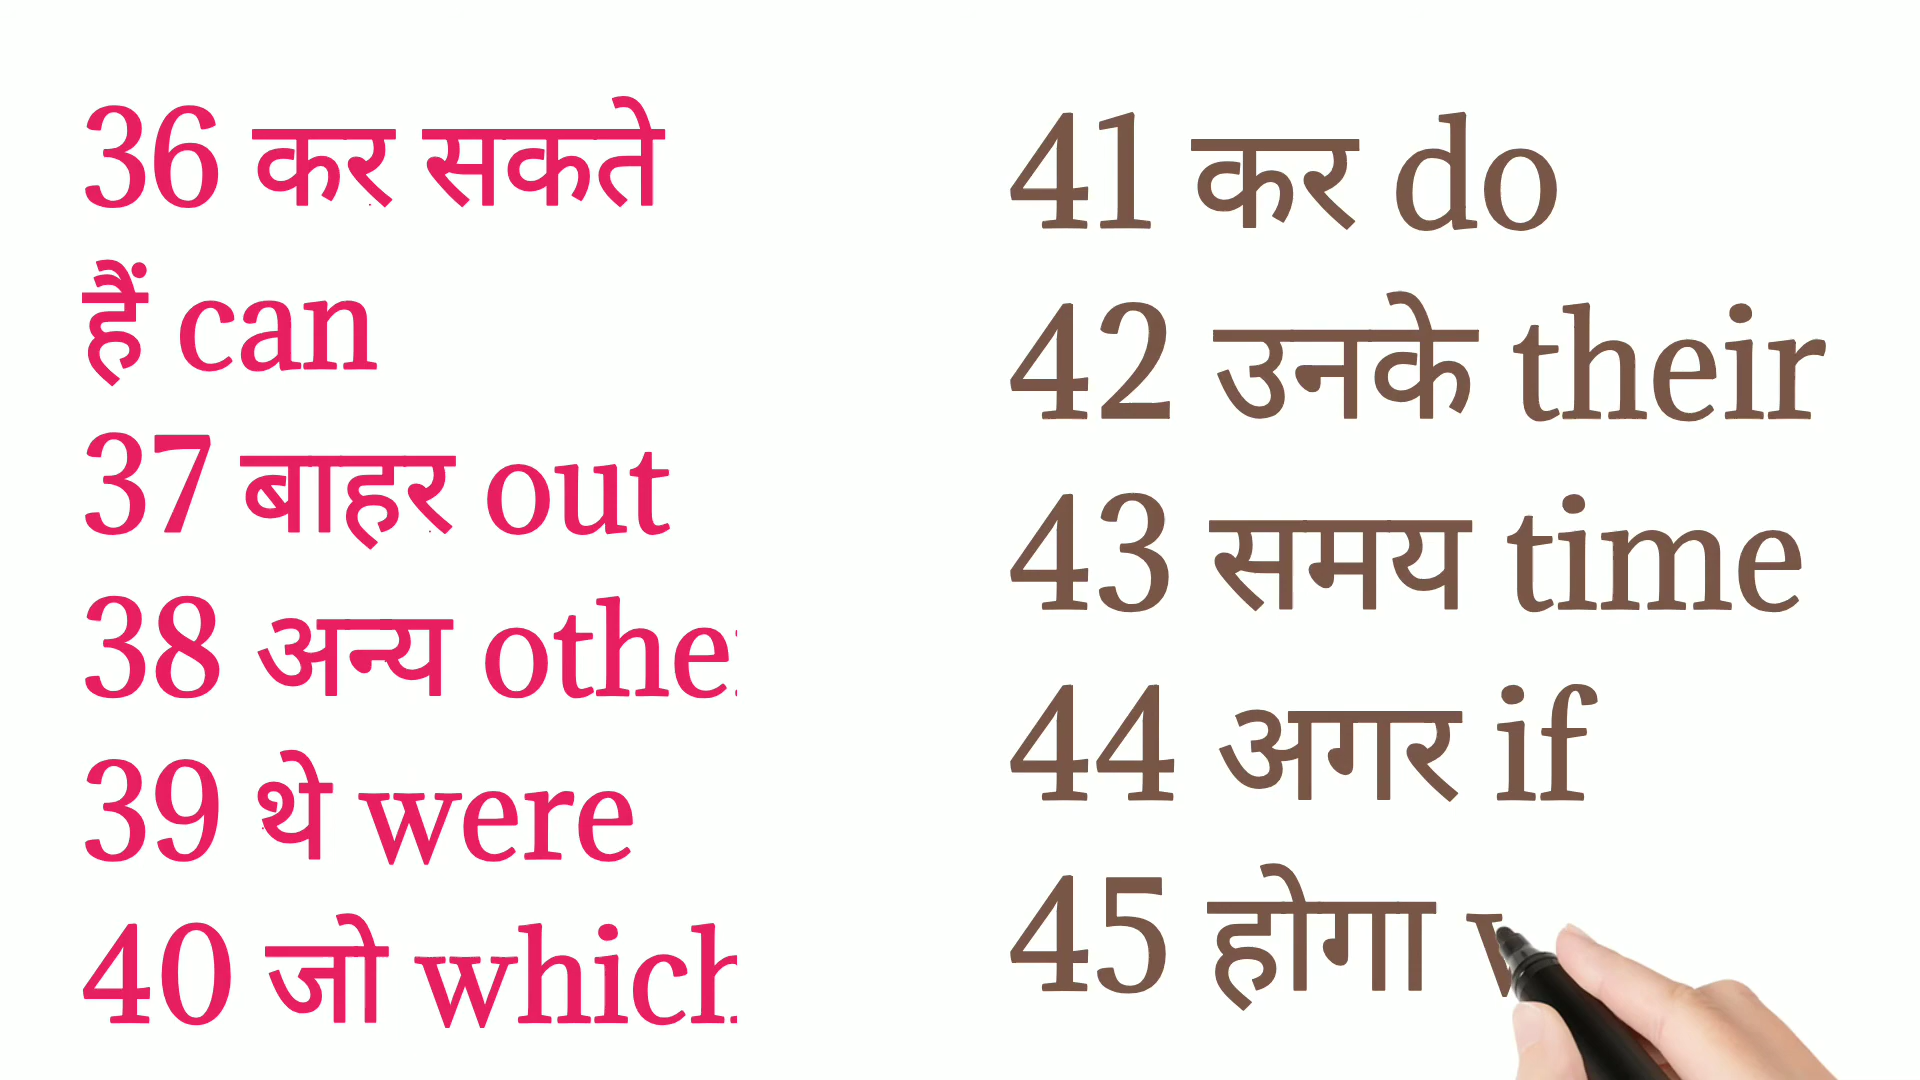 36 कर सकते
हैं can
37 बाहर out
38 अन्य othe
39 थे were
40 जो which
41 कर do
42 उनके their
43 समय time
44 अगर if
45 होगा